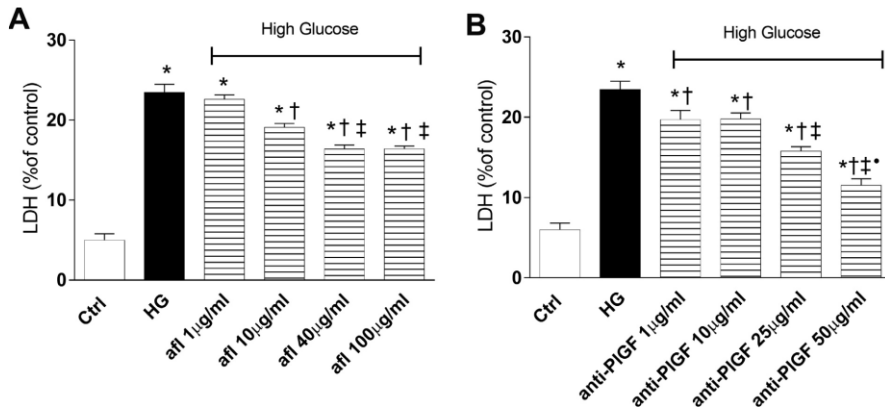 A
High Glucose
LDH (%of control)
30
20
10
0
*
*
*†
*†‡
*†‡
Ctrl
HG
afl 1µg/ml
afl 10µg/ml
afl 40µg/ml
afl 100µg/ml
B
High Glucose
LDH (%of control)
30
20
10
0
*
*†
*†
*†‡
*†‡•
Ctrl
HG
anti-PlGF 1µg/ml
anti-PlGF 10µg/ml
anti-PlGF 25µg/ml
anti-PlGF 50µg/ml